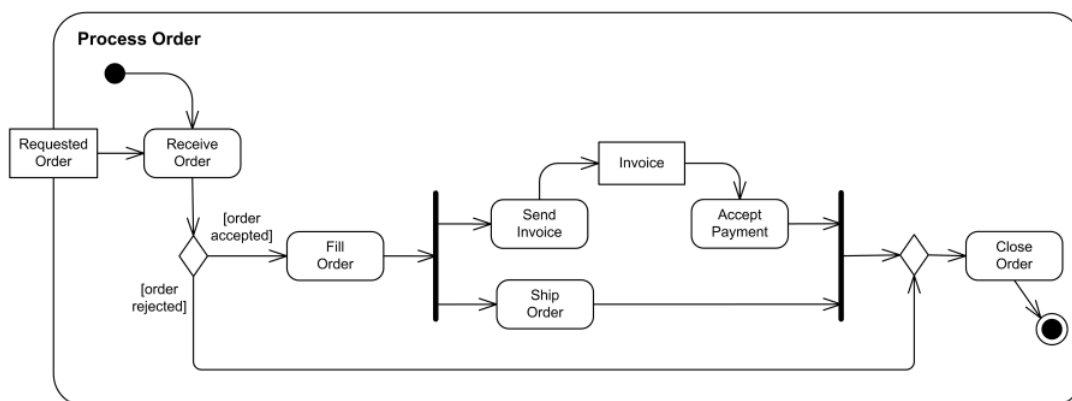 Process Order
Requested
Order
Receive
Order
[order
accepted]
[order
rejected]
Fill
Order
Send
Invoice
Invoice
Accept
Payment
Ship
Order
Close
Order